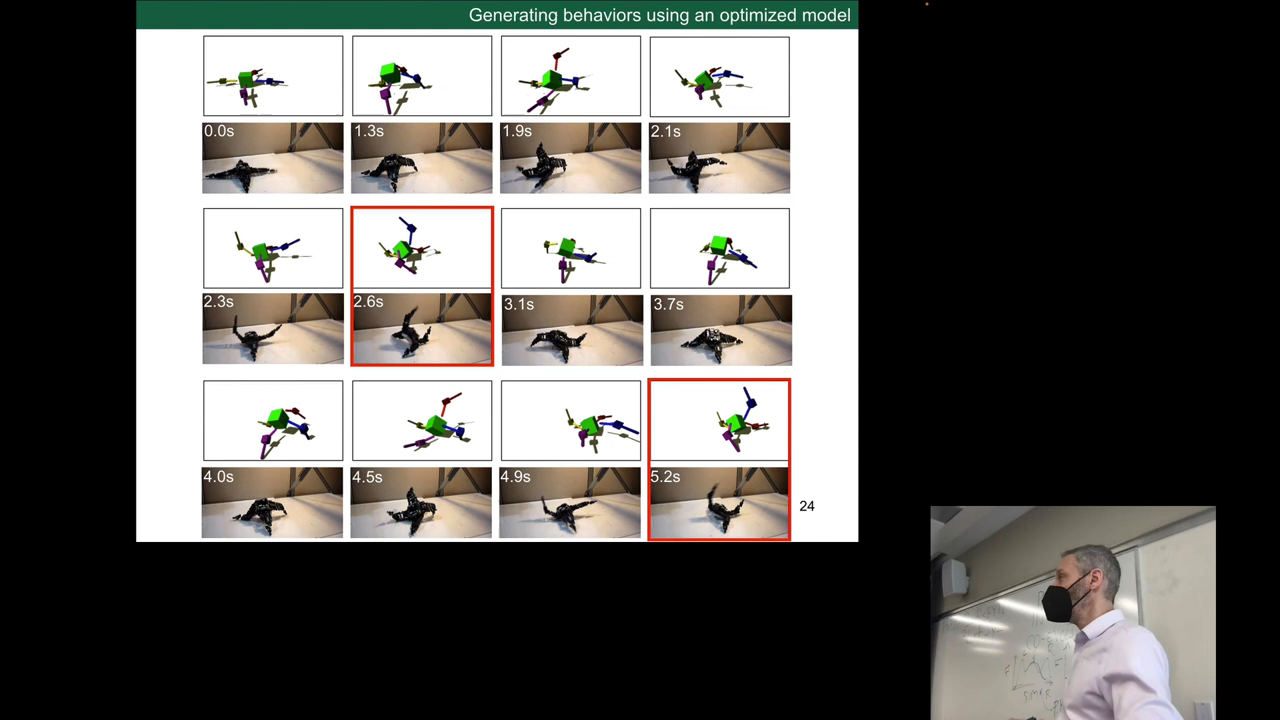 Generating behaviors using an optimized model
0.0s
1.3s
1.9s
2.1s
2.3s
2.6s
3.1s
3.7s
4.0s
4.5s
4.9s
5.2s
24